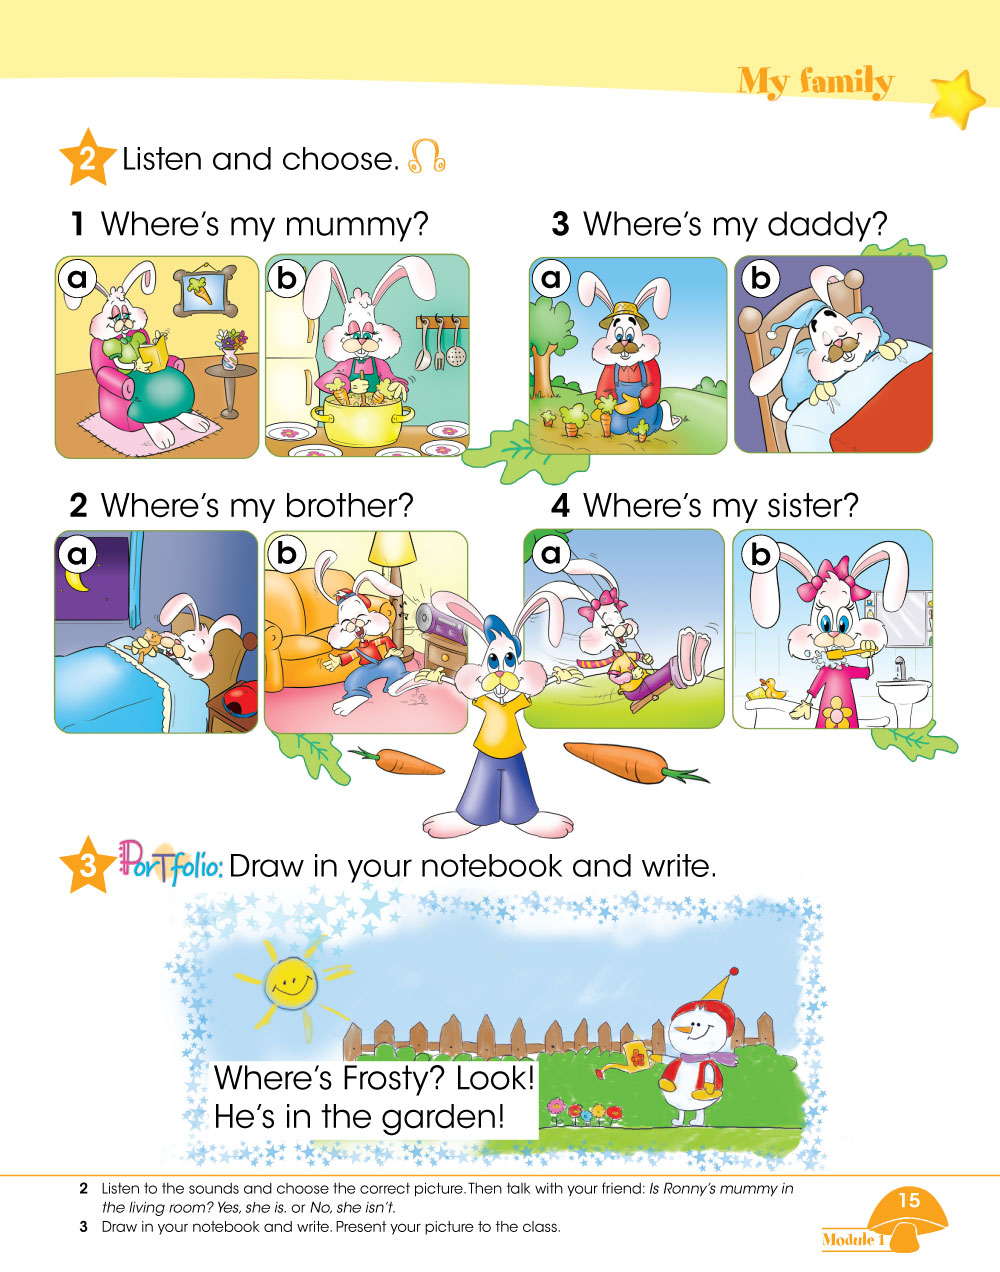 My family
2 Listen and choose.
1 Where's my mummy?
a
b
3 Where's my daddy?
a
b
2 Where's my brother?
a
b
4 Where's my sister?
a
b
3 Portfolio: Draw in your notebook and write.
Where's Frosty? Look!
He's in the garden!
2 Listen to the sounds and choose the correct picture. Then talk with your friend: Is Ronny's mummy in
the living room? Yes, she is. or No, she isn't.
3 Draw in your notebook and write. Present your picture to the class.
15
Module 1